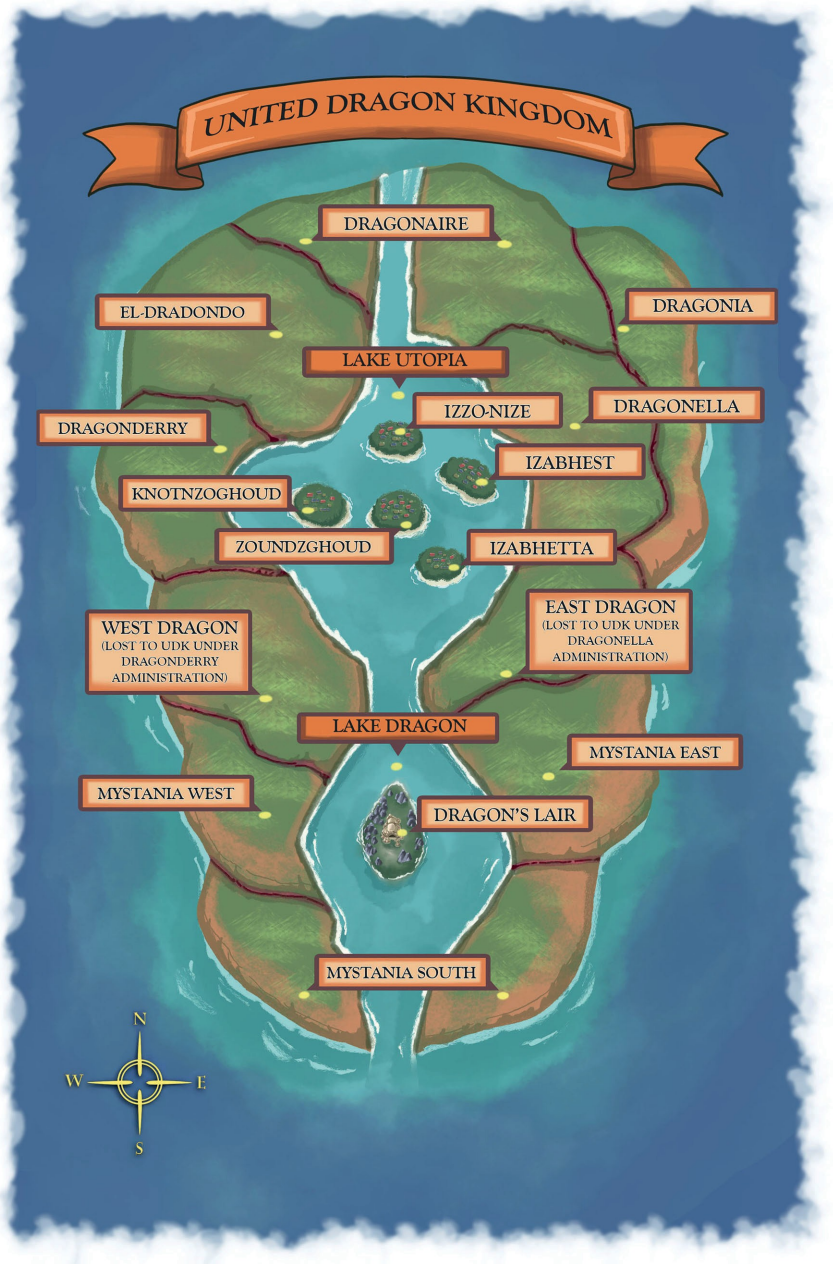 UNITED DRAGON KINGDOM
DRAGONAIRE
EL-DRADONDO
DRAGONIA
LAKE UTOPIA
IZZO-NIZE
DRAGONELLA
DRAGONDERRY
IZABHEST
KNOTNZOGHOUD
ZOUNDZGHOUD
IZABHETTA
WEST DRAGON
(LOST TO UDK UNDER
DRAGONDERRY
ADMINISTRATION)
EAST DRAGON
(LOST TO UDK UNDER
DRAGONELLA
ADMINISTRATION)
LAKE DRAGON
MYSTANIA EAST
MYSTANIA WEST
DRAGON'S LAIR
MYSTANIA SOUTH
N
W
E
S